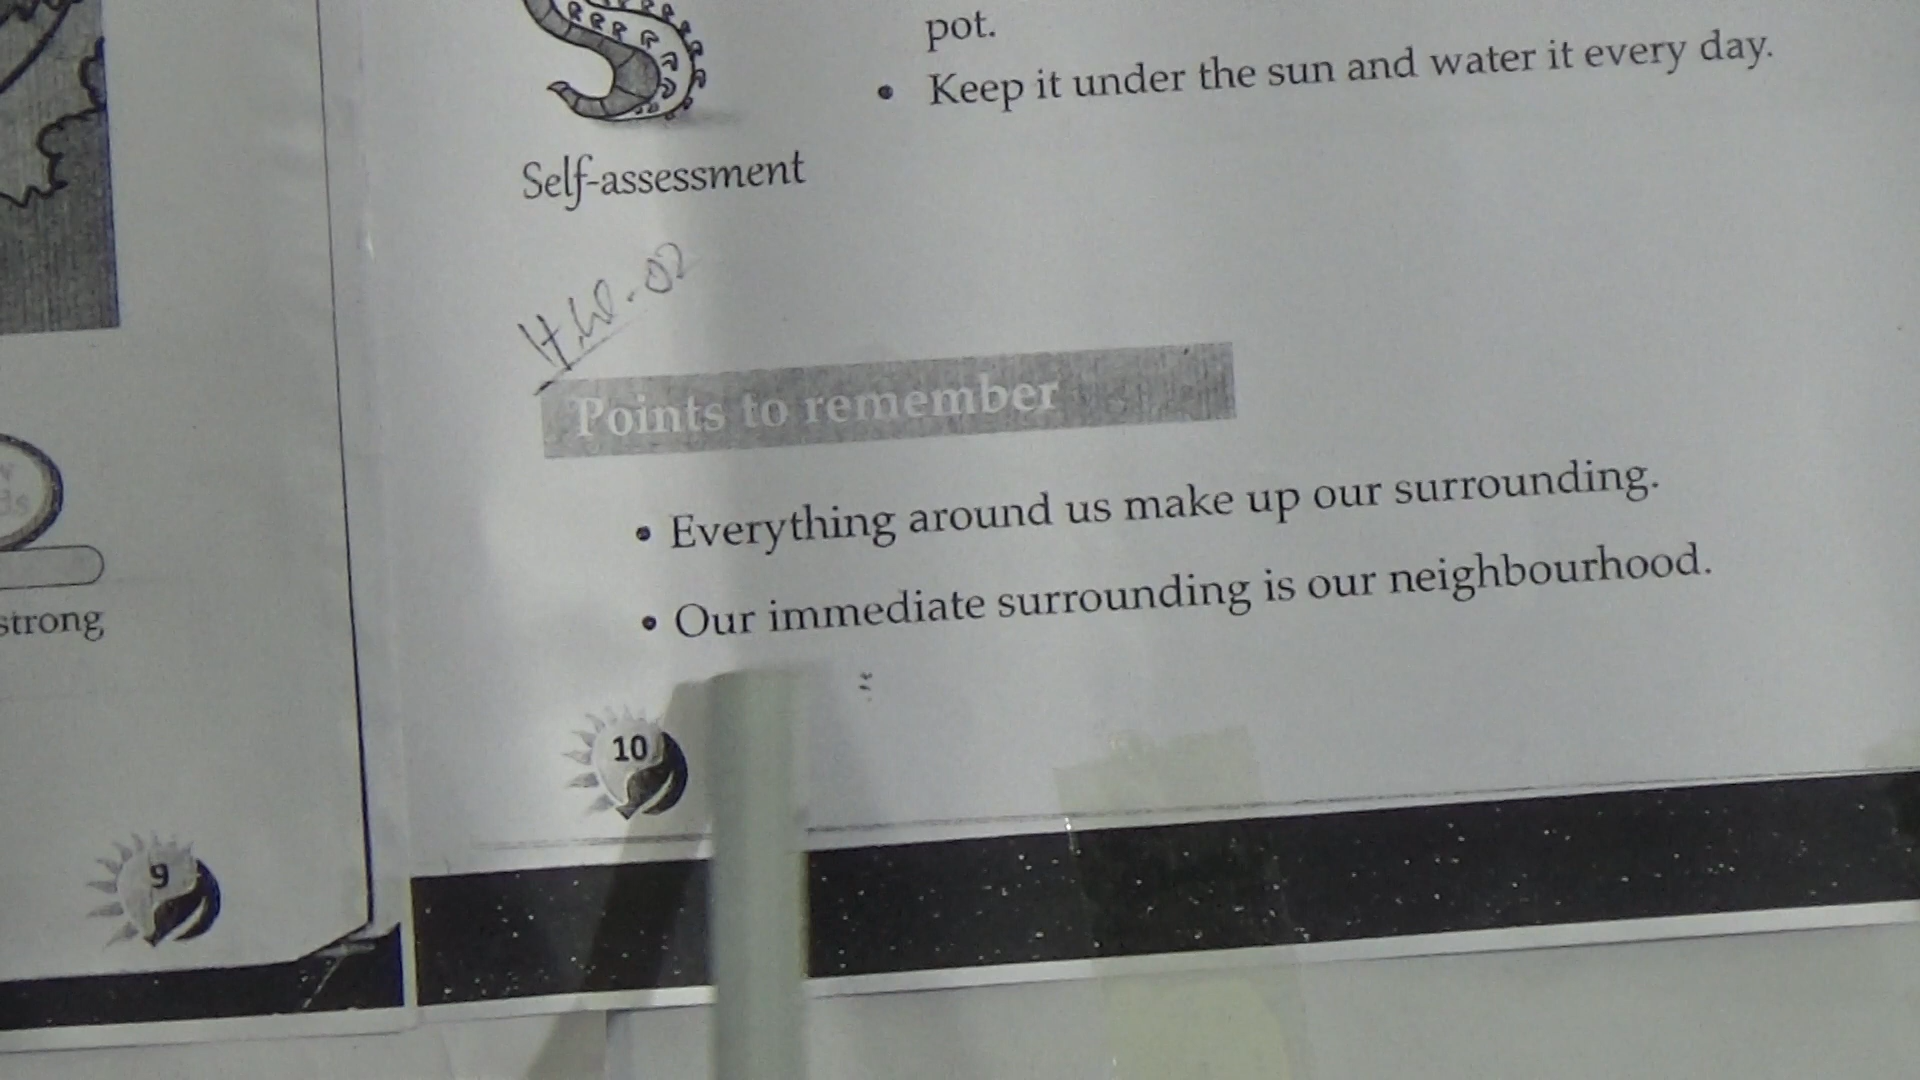 pot.
• Keep it under the sun and water it every day.
Self-assessment
H.W-02
Points to remember
• Everything around us make up our surrounding.
• Our immediate surrounding is our neighbourhood.
10
strong
9